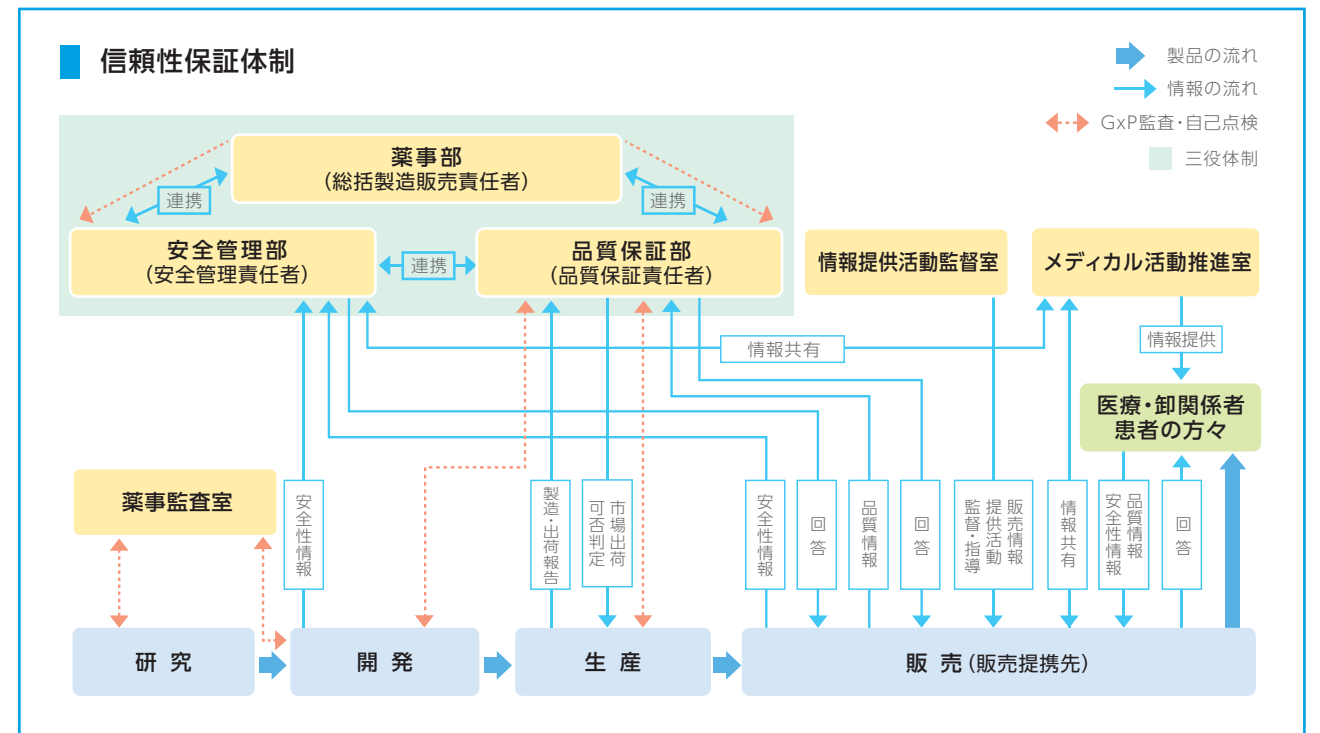 信頼性保証体制
製品の流れ
情報の流れ
GxP監査・自己点検
三役体制
薬事部
(総括製造販売責任者)
連携
連携
安全管理部
(安全管理責任者)
連携
品質保証部
(品質保証責任者)
情報提供活動監督室
メディカル活動推進室
情報共有
情報提供
医療・卸関係者
患者の方々
薬事監査室
安全性情報
製造・出荷報告
市場出荷
可否判定
安全性情報
回答
品質情報
回答
販売情報
提供活動
監督・指導
情報共有
品質情報
安全性情報
回答
研究
開発
生産
販売(販売提携先)